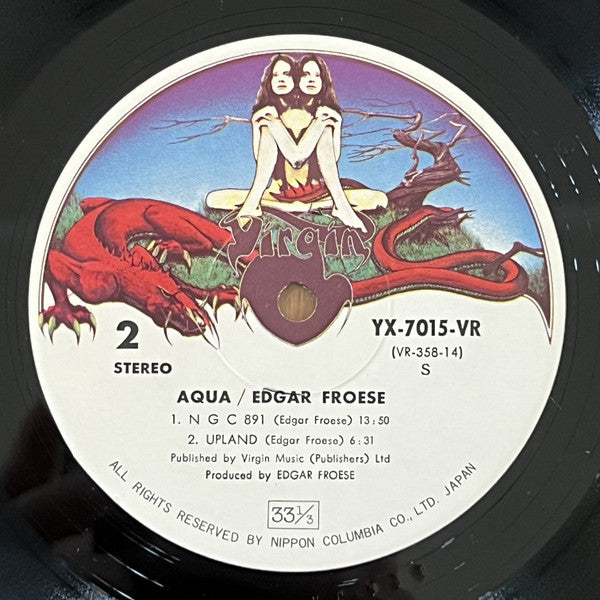 Virgin
2
STEREO
YX-7015-VR
(VR-358-14)
S
AQUA / EDGAR FROESE
1. N G C 891 (Edgar Froese) 13:50
2. UPLAND (Edgar Froese) 6:31
Published by Virgin Music (Publishers) Ltd
Produced by EDGAR FROESE
33 1/3
ALL RIGHTS RESERVED BY NIPPON COLUMBIA CO., LTD. JAPAN